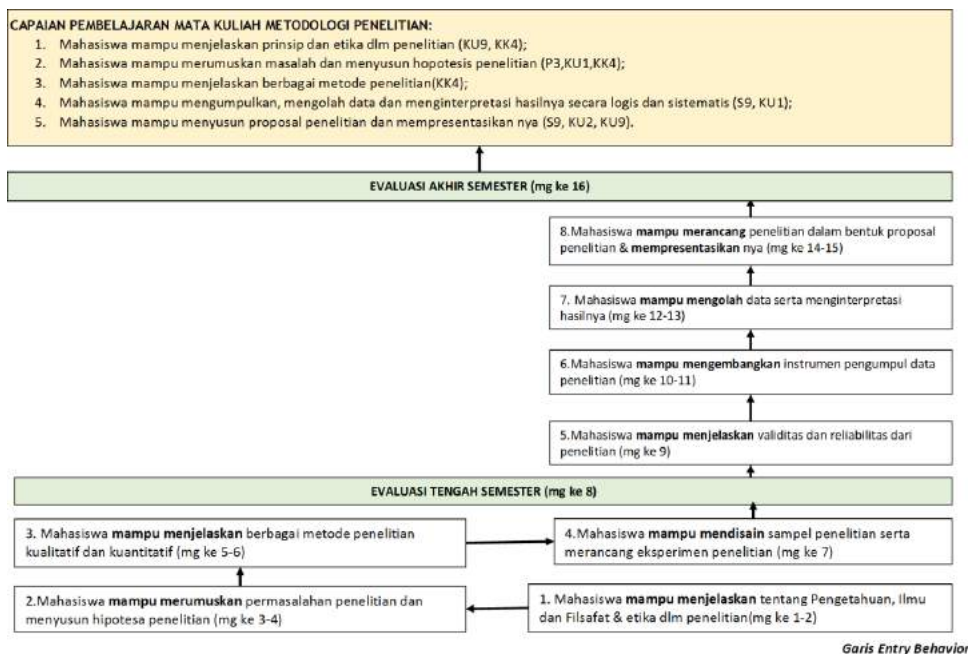 CAPAIAN PEMBELAJARAN MATA KULIAH METODOLOGI PENELITIAN:
1. Mahasiswa mampu menjelaskan prinsip dan etika dlm penelitian (KU9, KK4);
2. Mahasiswa mampu merumuskan masalah dan menyusun hopotesis penelitian (P3,KU1,KK4);
3. Mahasiswa mampu menjelaskan berbagai metode penelitian(KK4);
4. Mahasiswa mampu mengumpulkan, mengolah data dan menginterpretasi hasilnya secara logis dan sistematis (S9, KU1);
5. Mahasiswa mampu menyusun proposal penelitian dan mempresentasikan nya (S9, KU2, KU9).
EVALUASI AKHIR SEMESTER (mg ke 16)
8.Mahasiswa mampu merancang penelitian dalam bentuk proposal
penelitian & mempresentasikan nya (mg ke 14-15)
7. Mahasiswa mampu mengolah data serta menginterpretasi
hasilnya (mg ke 12-13)
6.Mahasiswa mampu mengembangkan instrumen pengumpul data
penelitian (mg ke 10-11)
5.Mahasiswa mampu menjelaskan validitas dan reliabilitas dari
penelitian (mg ke 9)
EVALUASI TENGAH SEMESTER (mg ke 8)
3. Mahasiswa mampu menjelaskan berbagai metode penelitian
kualitatif dan kuantitatif (mg ke 5-6)
4.Mahasiswa mampu mendisain sampel penelitian serta
merancang eksperimen penelitian (mg ke 7)
2.Mahasiswa mampu merumuskan permasalahan penelitian dan
menyusun hipotesa penelitian (mg ke 3-4)
1. Mahasiswa mampu menjelaskan tentang Pengetahuan, Ilmu
dan Filsafat & etika dlm penelitian(mg ke 1-2)
Garis Entry Behavior